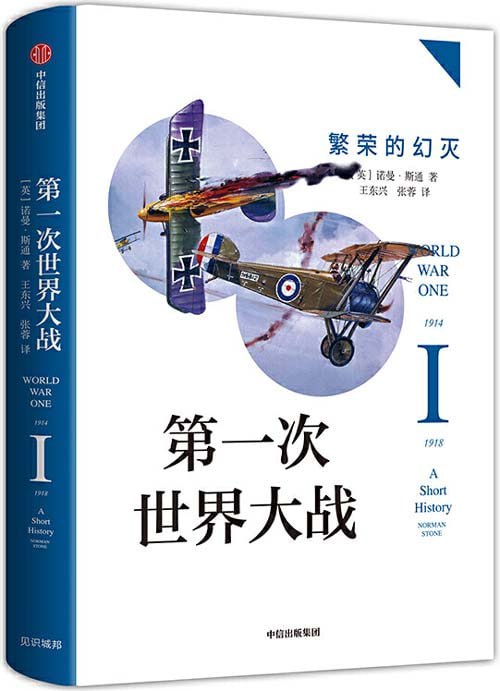 中信出版集团
第一次世界大战
[英]诺曼·斯通 著
王东兴 张蓉 译
WORLD
WAR
ONE
1914
I
1918
A
Short
History
NORMAN
STONE
见识城邦
繁荣的幻灭
英]诺曼·斯通 著
王东兴 张蓉 译
WORLD
WAR
ONE
1914
I
1918
A
Short
History
NORMAN
STONE
第一次
世界大战
中信出版集团